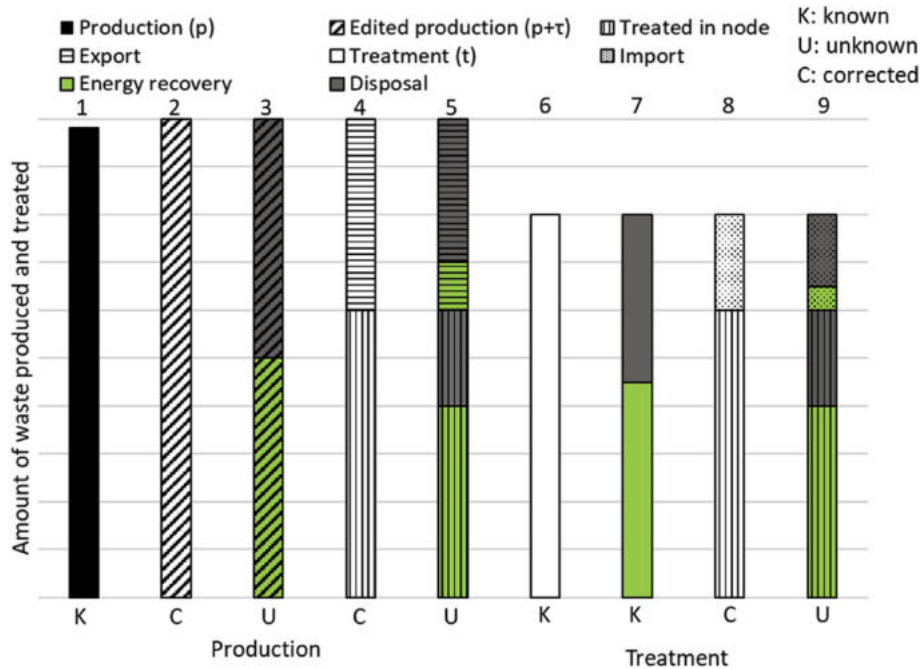 Production (p) Edited production (p+τ) Treated in node K: known
Export Treatment (t) Import U: unknown
Energy recovery Disposal C: corrected
1 2 3 4 5 6 7 8 9
Amount of waste produced and treated
K C U C U K K C U
Production Treatment